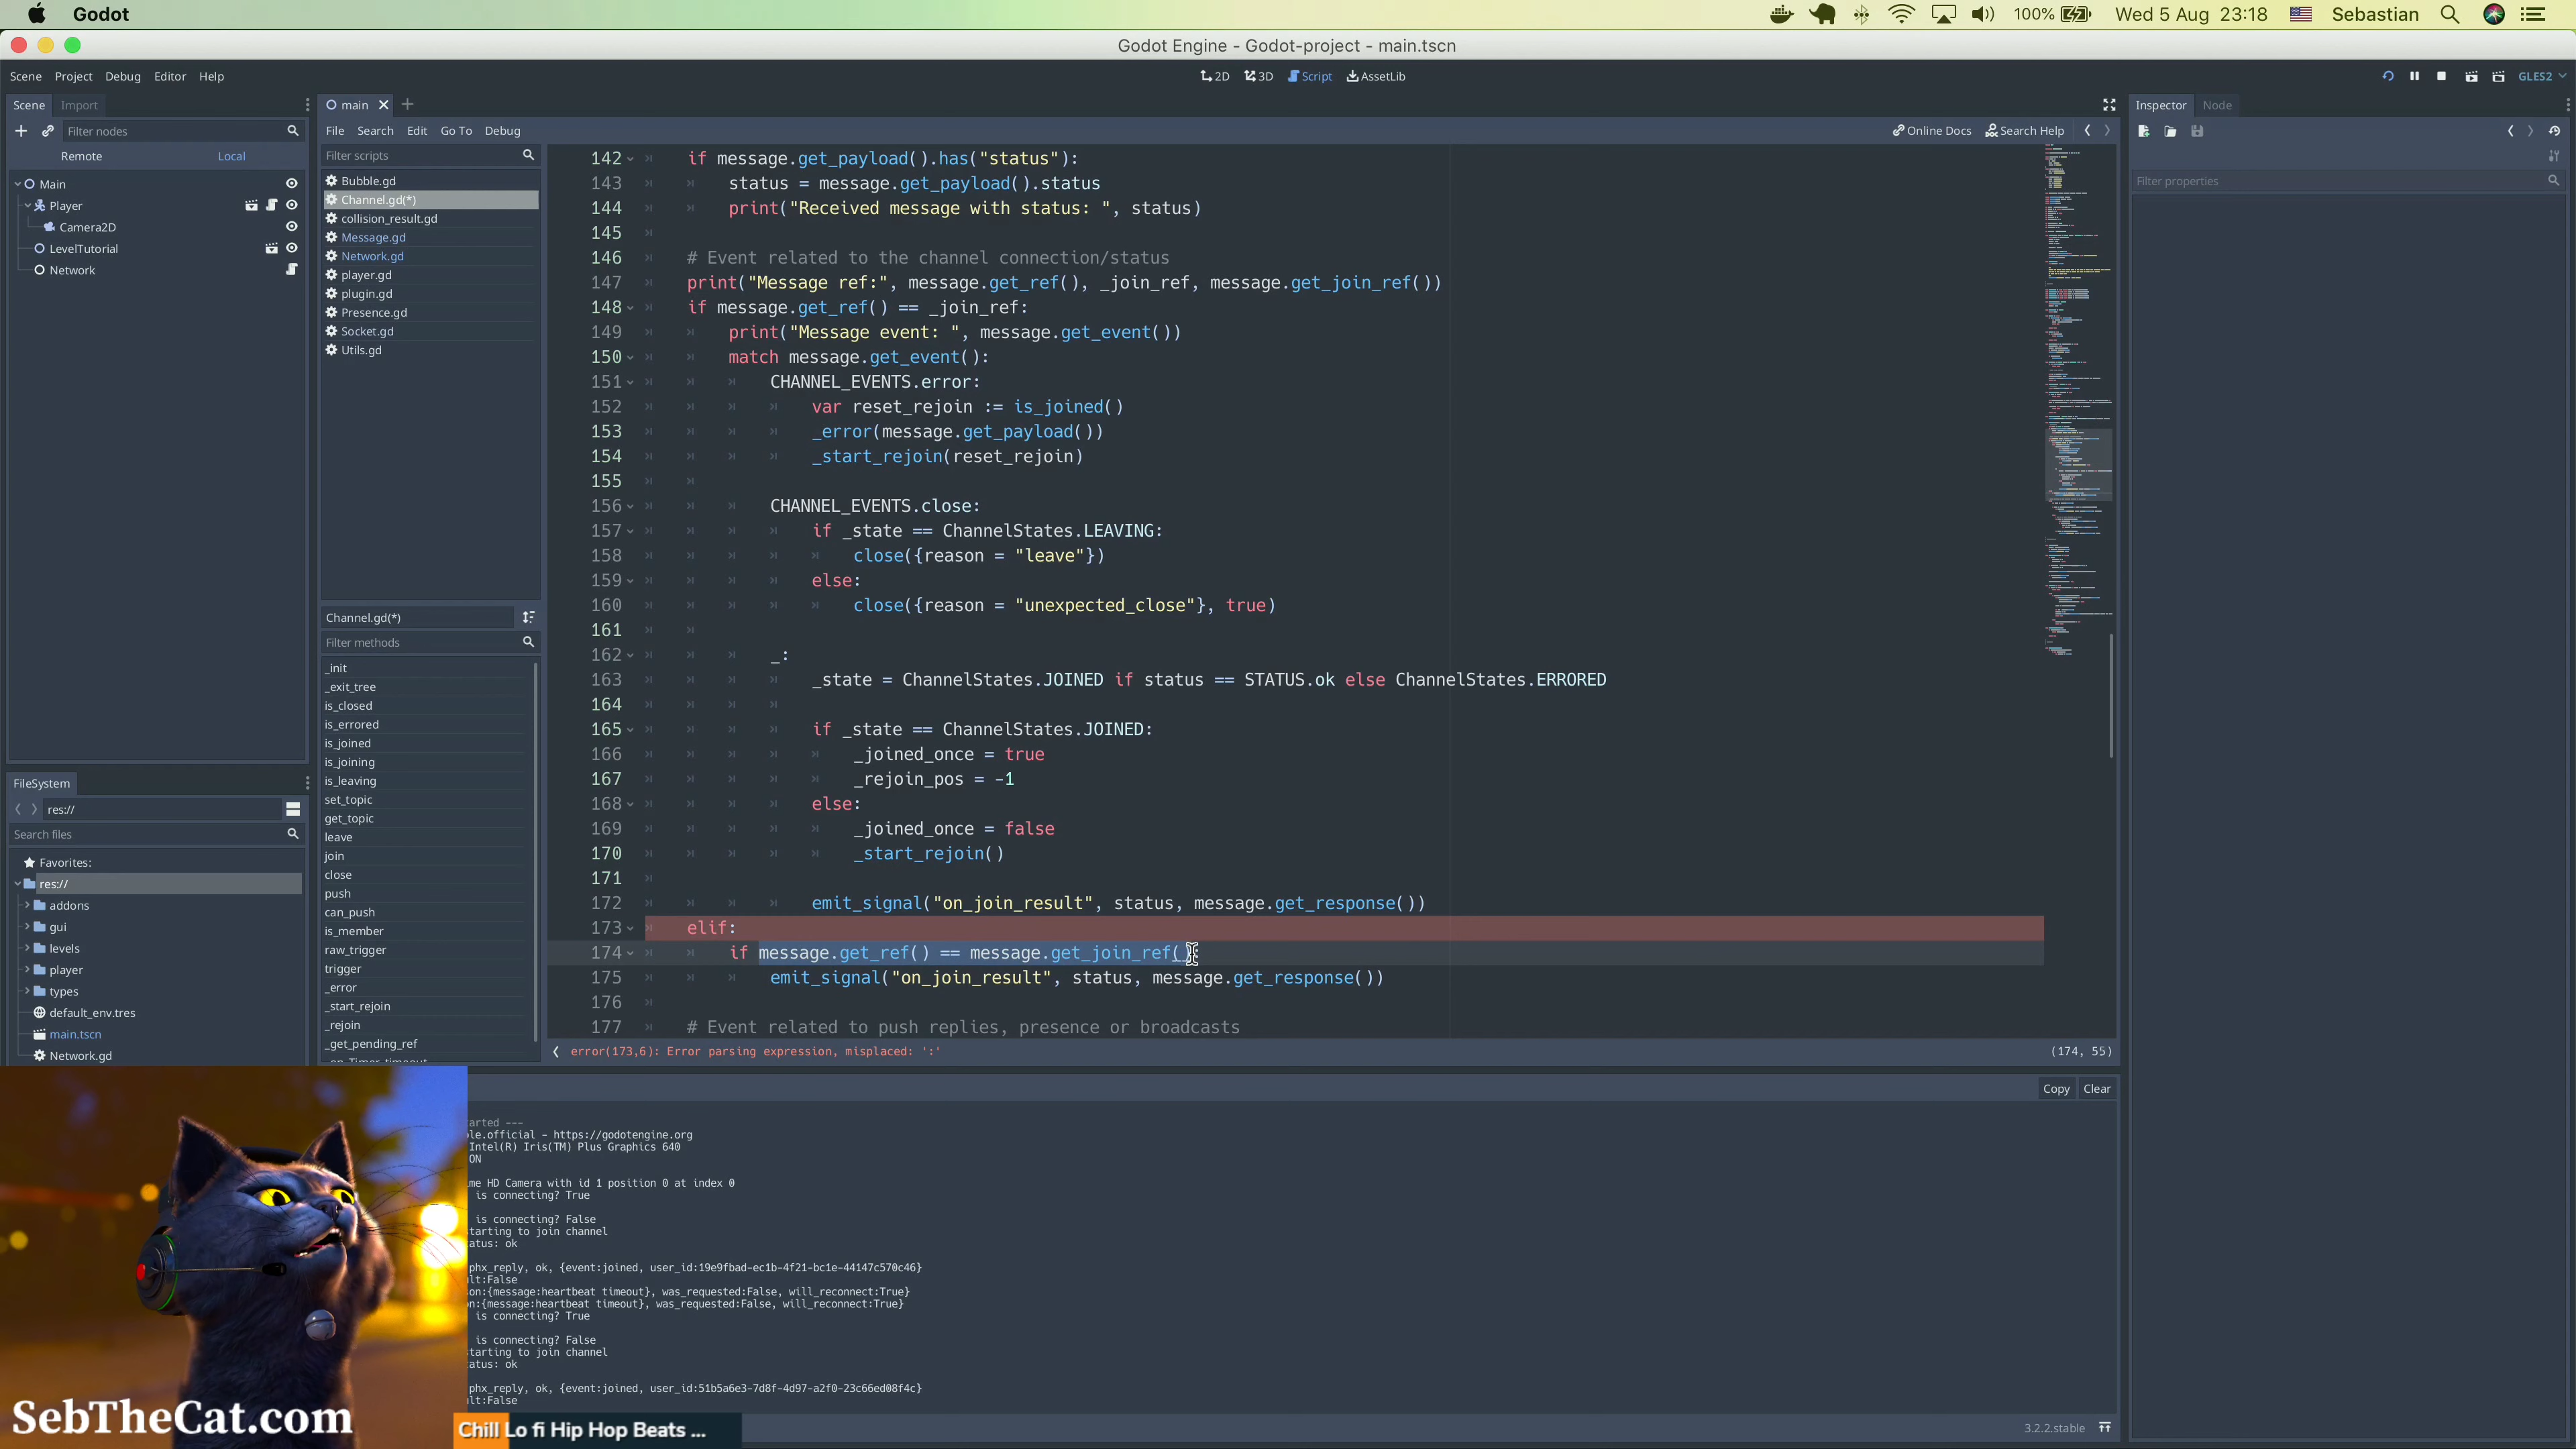 Godot
100%
Wed 5 Aug 23:18
Sebastian
Godot Engine - Godot-project - main.tscn
Scene Project Debug Editor Help
2D 3D Script AssetLib
GLES2
Scene Import
Filter nodes
Remote Local
Main
Player
Camera2D
LevelTutorial
Network
FileSystem
res://
Search files
Favorites:
res://
addons
gui
levels
player
types
default_env.tres
main.tscn
Network.gd
main
File Search Edit Go To Debug
Online Docs Search Help
Filter scripts
Bubble.gd
Channel.gd(*)
collision_result.gd
Message.gd
Network.gd
player.gd
plugin.gd
Presence.gd
Socket.gd
Utils.gd
Channel.gd(*)
Filter methods
_init
_exit_tree
is_closed
is_errored
is_joined
is_joining
is_leaving
set_topic
get_topic
leave
join
close
push
can_push
is_member
raw_trigger
trigger
_error
_start_rejoin
_rejoin
_get_pending_ref
_on_Timer_timeout
142 if message.get_payload().has("status"):
143 status = message.get_payload().status
144 print("Received message with status: ", status)
145
146 # Event related to the channel connection/status
147 print("Message ref:", message.get_ref(), _join_ref, message.get_join_ref())
148 if message.get_ref() == _join_ref:
149 print("Message event: ", message.get_event())
150 match message.get_event():
151 CHANNEL_EVENTS.error:
152 var reset_rejoin := is_joined()
153 _error(message.get_payload())
154 _start_rejoin(reset_rejoin)
155
156 CHANNEL_EVENTS.close:
157 if _state == ChannelStates.LEAVING:
158 close({reason = "leave"})
159 else:
160 close({reason = "unexpected_close"}, true)
161
162 _:
163 _state = ChannelStates.JOINED if status == STATUS.ok else ChannelStates.ERRORED
164
165 if _state == ChannelStates.JOINED:
166 _joined_once = true
167 _rejoin_pos = -1
168 else:
169 _joined_once = false
170 _start_rejoin()
171
172 emit_signal("on_join_result", status, message.get_response())
173 elif:
174 if message.get_ref() == message.get_join_ref():
175 emit_signal("on_join_result", status, message.get_response())
176
177 # Event related to push replies, presence or broadcasts
error(173,6): Error parsing expression, misplaced: ':'
(174, 55)
Copy Clear
arted ---
le.official - https://godotengine.org
Intel(R) Iris(TM) Plus Graphics 640
ON
me HD Camera with id 1 position 0 at index 0
is connecting? True
is connecting? False
tarting to join channel
atus: ok
phx_reply, ok, {event:joined, user_id:19e9fbad-ec1b-4f21-bc1e-44147c570c46}
lt:False
on:{message:heartbeat timeout}, was_requested:False, will_reconnect:True}
on:{message:heartbeat timeout}, was_requested:False, will_reconnect:True}
is connecting? True
is connecting? False
tarting to join channel
atus: ok
phx_reply, ok, {event:joined, user_id:51b5a6e3-7d8f-4d97-a2f0-23c66ed08f4c}
lt:False
3.2.2.stable
Inspector Node
Filter properties
SebTheCat.com
Chill Lo fi Hip Hop Beats ...